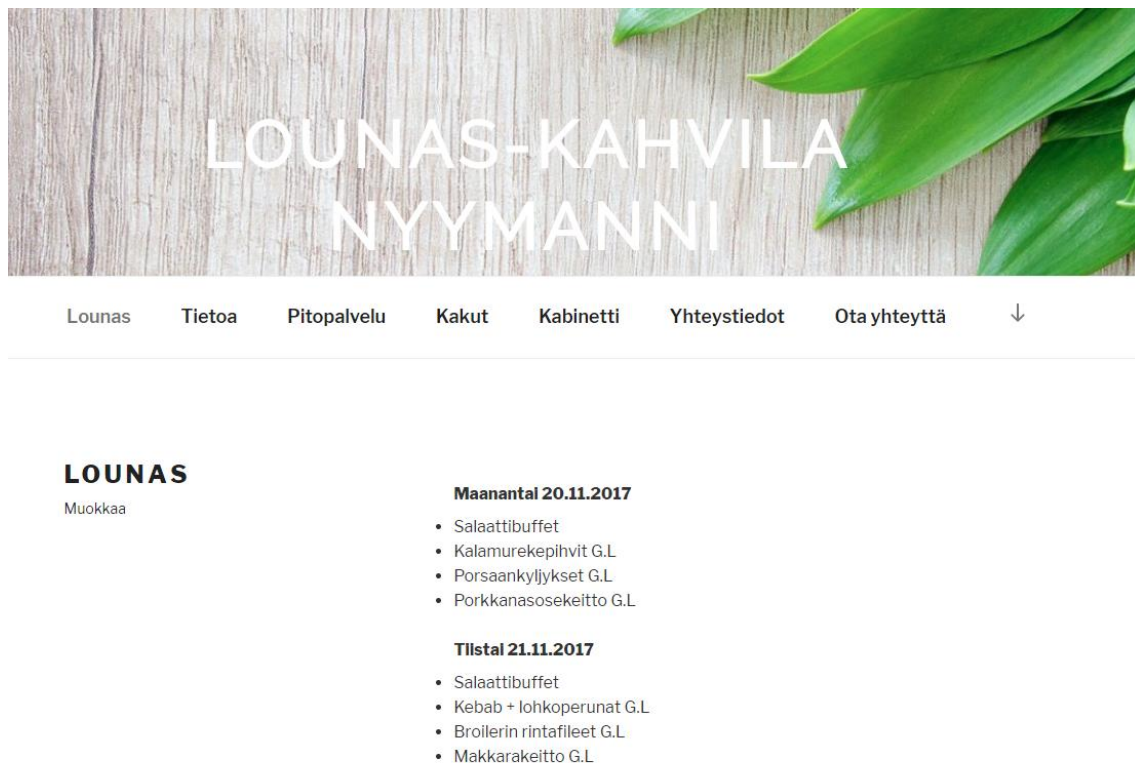 LOUNAS-KAHVILA
NYYMANNI
Lounas Tietoa Pitopalvelu Kakut Kabinetti Yhteystiedot Ota yhteyttä
LOUNAS
Muokkaa
Maanantai 20.11.2017
• Salaattibuffet
• Kalamurekepihvit G.L
• Porsaankyljykset G.L
• Porkkanasosekeitto G.L
Tiistai 21.11.2017
• Salaattibuffet
• Kebab + lohkoperunat G.L
• Broilerin rintafileet G.L
• Makkarakeitto G.L